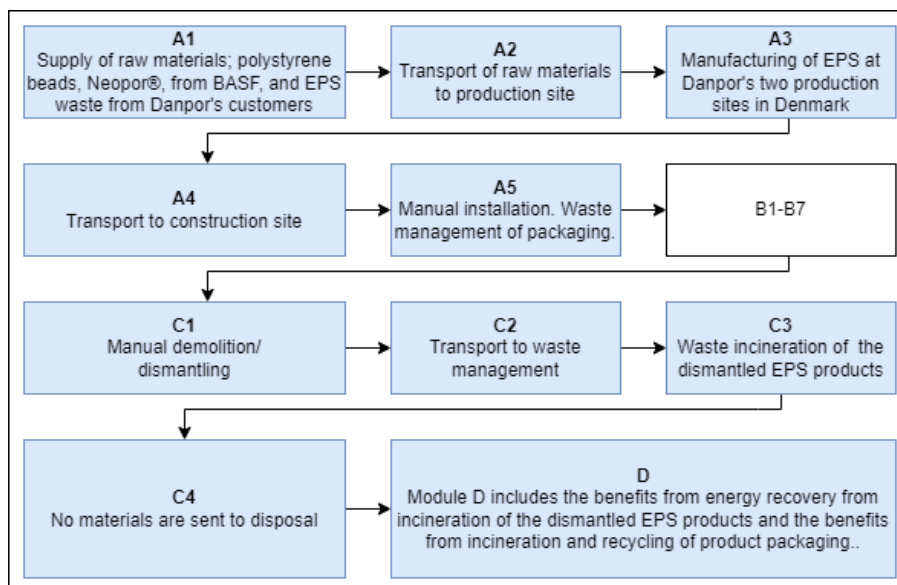 A1
Supply of raw materials; polystyrene
beads, Neopor®, from BASF, and EPS
waste from Danpor's customers
A2
Transport of raw materials
to production site
A3
Manufacturing of EPS at
Danpor's two production
sites in Denmark
A4
Transport to construction site
A5
Manual installation. Waste
management of packaging.
B1-B7
C1
Manual demolition/
dismantling
C2
Transport to waste
management
C3
Waste incineration of the
dismantled EPS products
C4
No materials are sent to disposal
D
Module D includes the benefits from energy recovery from
incineration of the dismantled EPS products and the benefits
from incineration and recycling of product packaging..